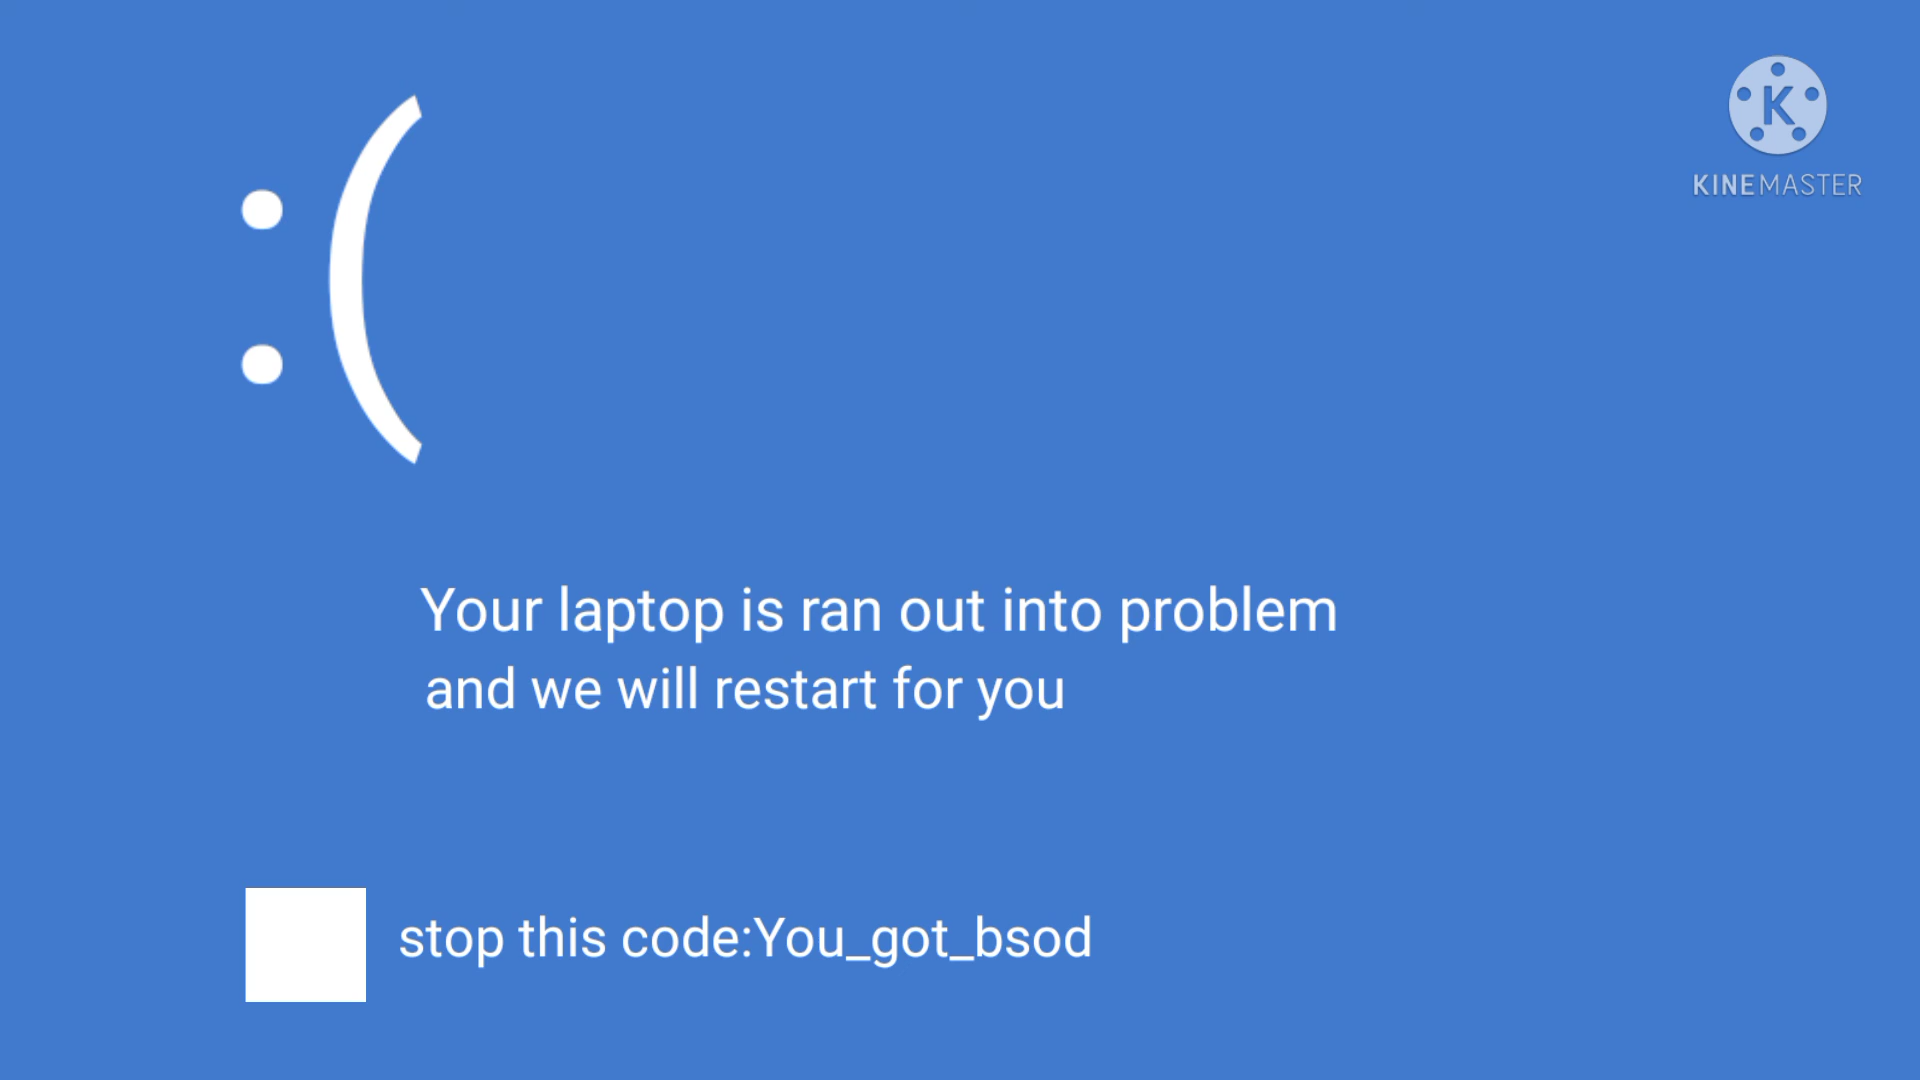 :(
K
KINEMASTER
Your laptop is ran out into problem
and we will restart for you
stop this code:You_got_bsod